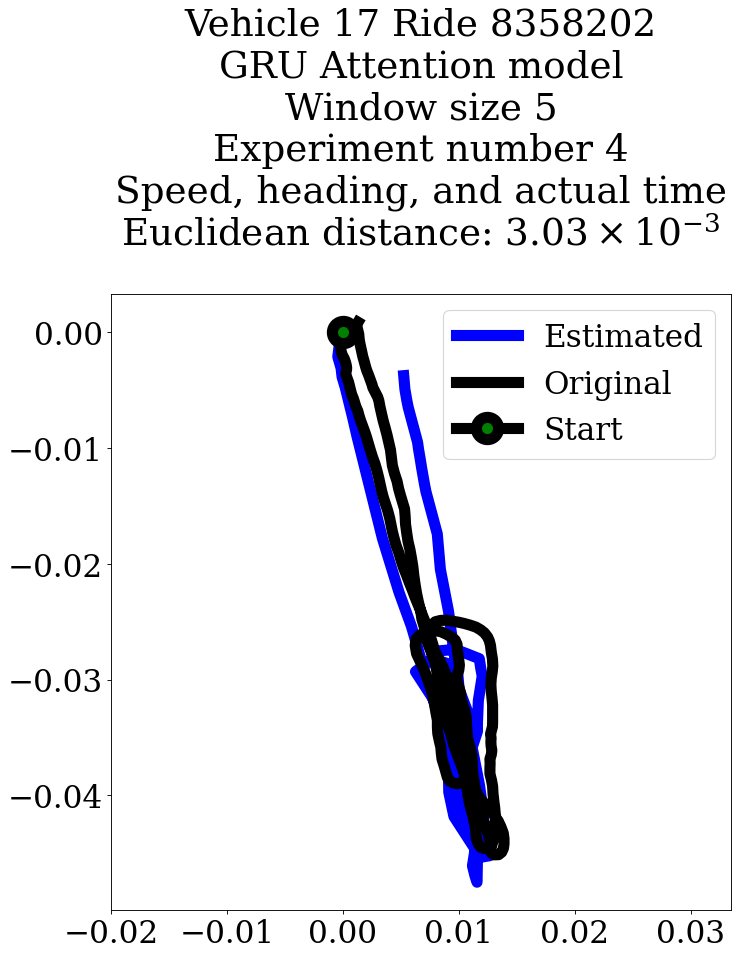 Vehicle 17 Ride 8358202
GRU Attention model
Window size 5
Experiment number 4
Speed, heading, and actual time
Euclidean distance: 3.03 × 10⁻³
Estimated
Original
Start
0.00
−0.01
−0.02
−0.03
−0.04
−0.02 −0.01 0.00 0.01 0.02 0.03